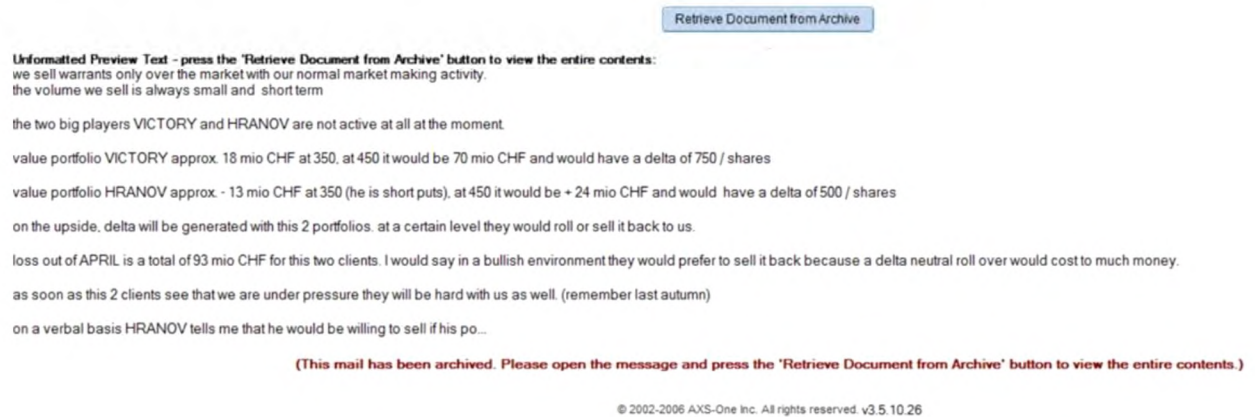 Retrieve Document from Archive
Unformatted Preview Text - press the 'Retrieve Document from Archive' button to view the entire contents:
we sell warrants only over the market with our normal market making activity.
the volume we sell is always small and short term
the two big players VICTORY and HRANOV are not active at all at the moment.
value portfolio VICTORY approx. 18 mio CHF at 350, at 450 it would be 70 mio CHF and would have a delta of 750 / shares
value portfolio HRANOV approx. - 13 mio CHF at 350 (he is short puts), at 450 it would be + 24 mio CHF and would have a delta of 500 / shares
on the upside, delta will be generated with this 2 portfolios. at a certain level they would roll or sell it back to us.
loss out of APRIL is a total of 93 mio CHF for this two clients. I would say in a bullish environment they would prefer to sell it back because a delta neutral roll over would cost to much money.
as soon as this 2 clients see that we are under pressure they will be hard with us as well. (remember last autumn)
on a verbal basis HRANOV tells me that he would be willing to sell if his po...
(This mail has been archived. Please open the message and press the 'Retrieve Document from Archive' button to view the entire contents.)
© 2002-2006 AXS-One Inc. All rights reserved. v3.5.10.26